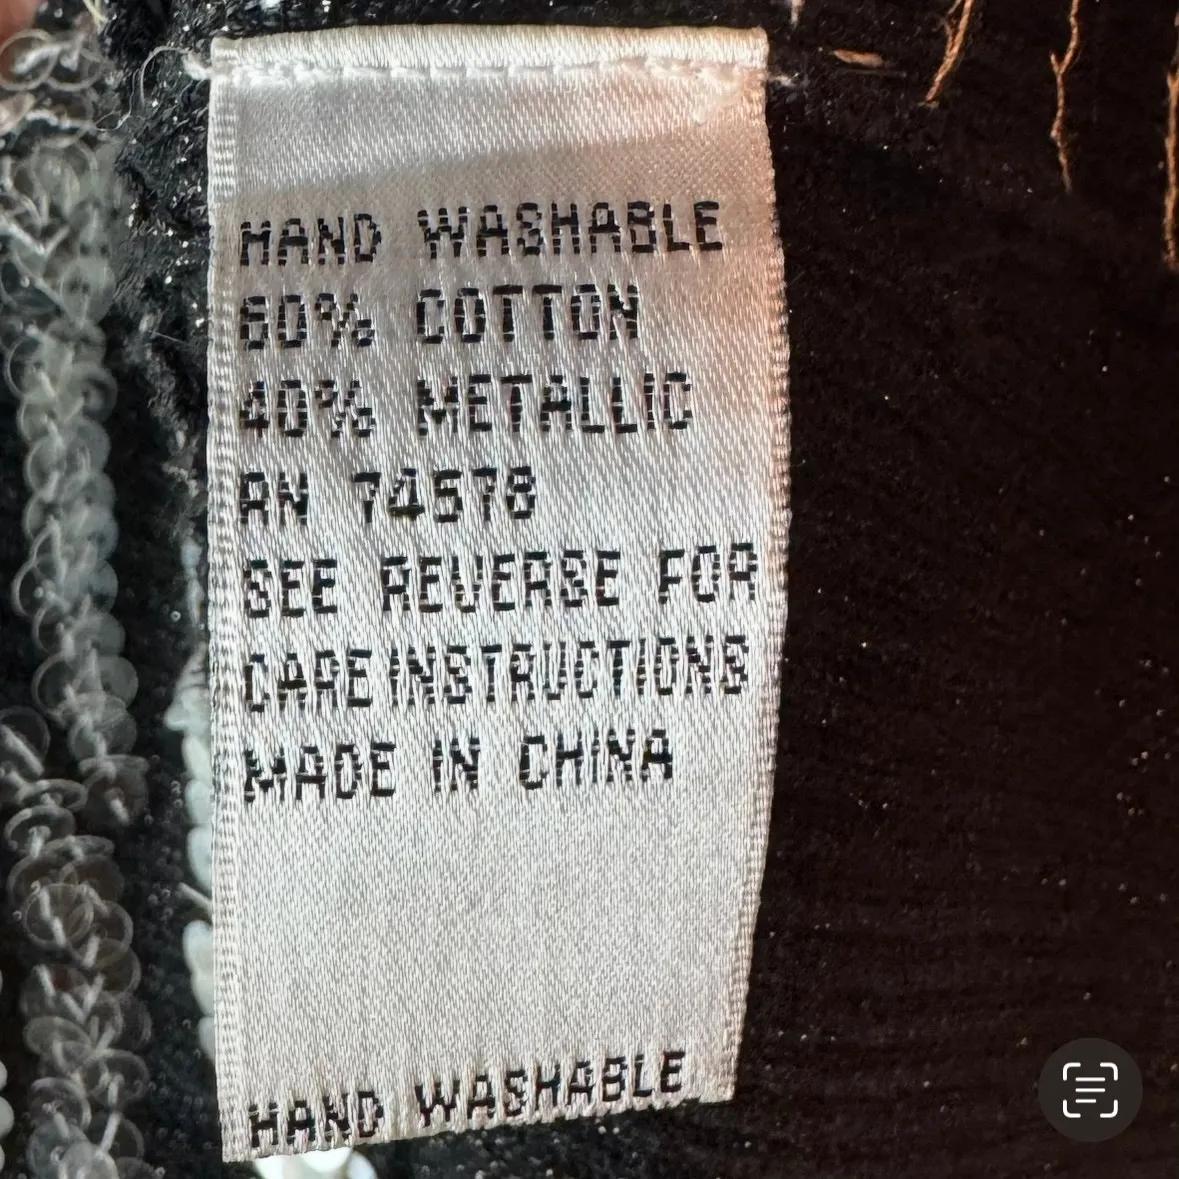 HAND WASHABLE
60% COTTON
40% METALLIC
RN 74578
SEE REVERSE FOR
CARE INSTRUCTIONS
MADE IN CHINA
HAND WASHABLE